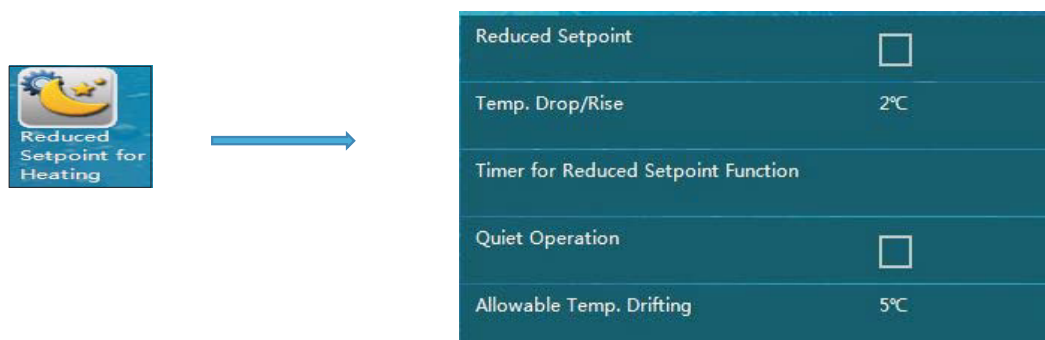 Reduced
Setpoint for
Heating
Reduced Setpoint
Temp. Drop/Rise 2℃
Timer for Reduced Setpoint Function
Quiet Operation
Allowable Temp. Drifting 5℃